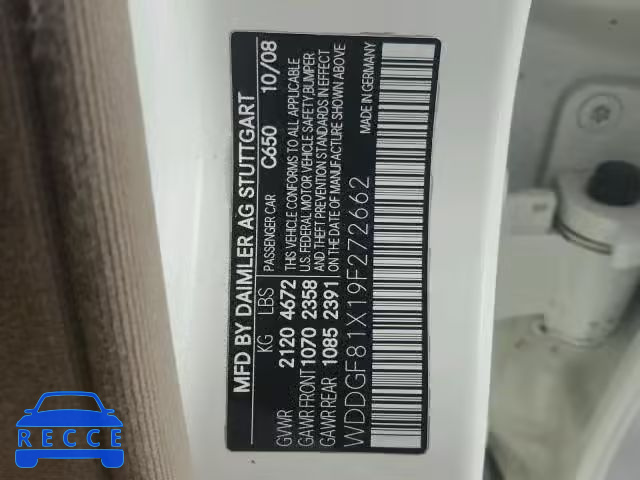 MFD BY DAIMLER AG STUTTGART C650 10/08
KG LBS PASSENGER CAR
GVWR 2120 4672
GAWR FRONT 1070 2358
GAWR REAR 1085 2391
THIS VEHICLE CONFORMS TO ALL APPLICABLE
U.S. FEDERAL MOTOR VEHICLE SAFETY, BUMPER
AND THEFT PREVENTION STANDARDS IN EFFECT
ON THE DATE OF MANUFACTURE SHOWN ABOVE
WDDGF81X19F272662 MADE IN GERMANY
RECCE